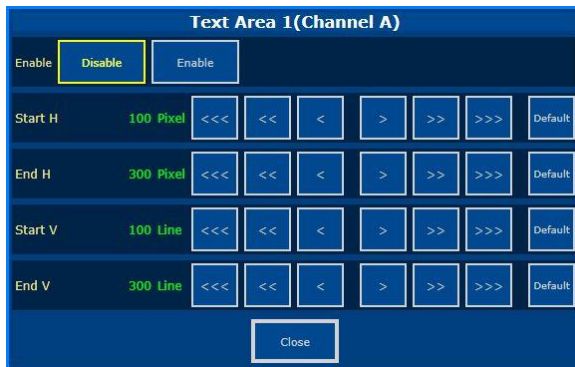 Text Area 1(Channel A)
Enable Disable Enable
Start H 100 Pixel <<< << < > >> >>> Default
End H 300 Pixel <<< << < > >> >>> Default
Start V 100 Line <<< << < > >> >>> Default
End V 300 Line <<< << < > >> >>> Default
Close